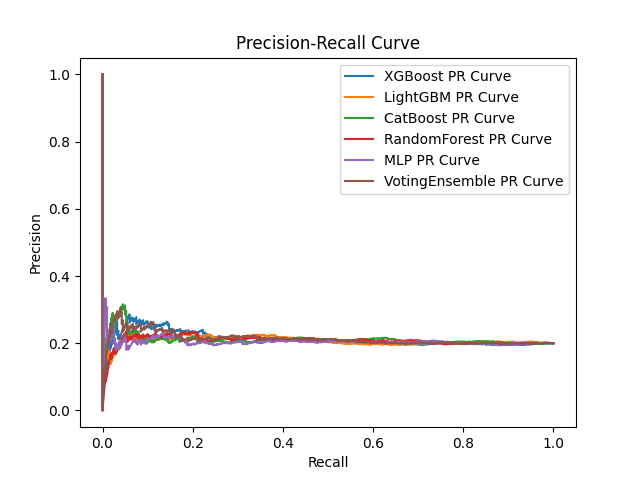 Precision-Recall Curve
XGBoost PR Curve
LightGBM PR Curve
CatBoost PR Curve
RandomForest PR Curve
MLP PR Curve
VotingEnsemble PR Curve
Precision
1.0
0.8
0.6
0.4
0.2
0.0
0.0 0.2 0.4 0.6 0.8 1.0
Recall